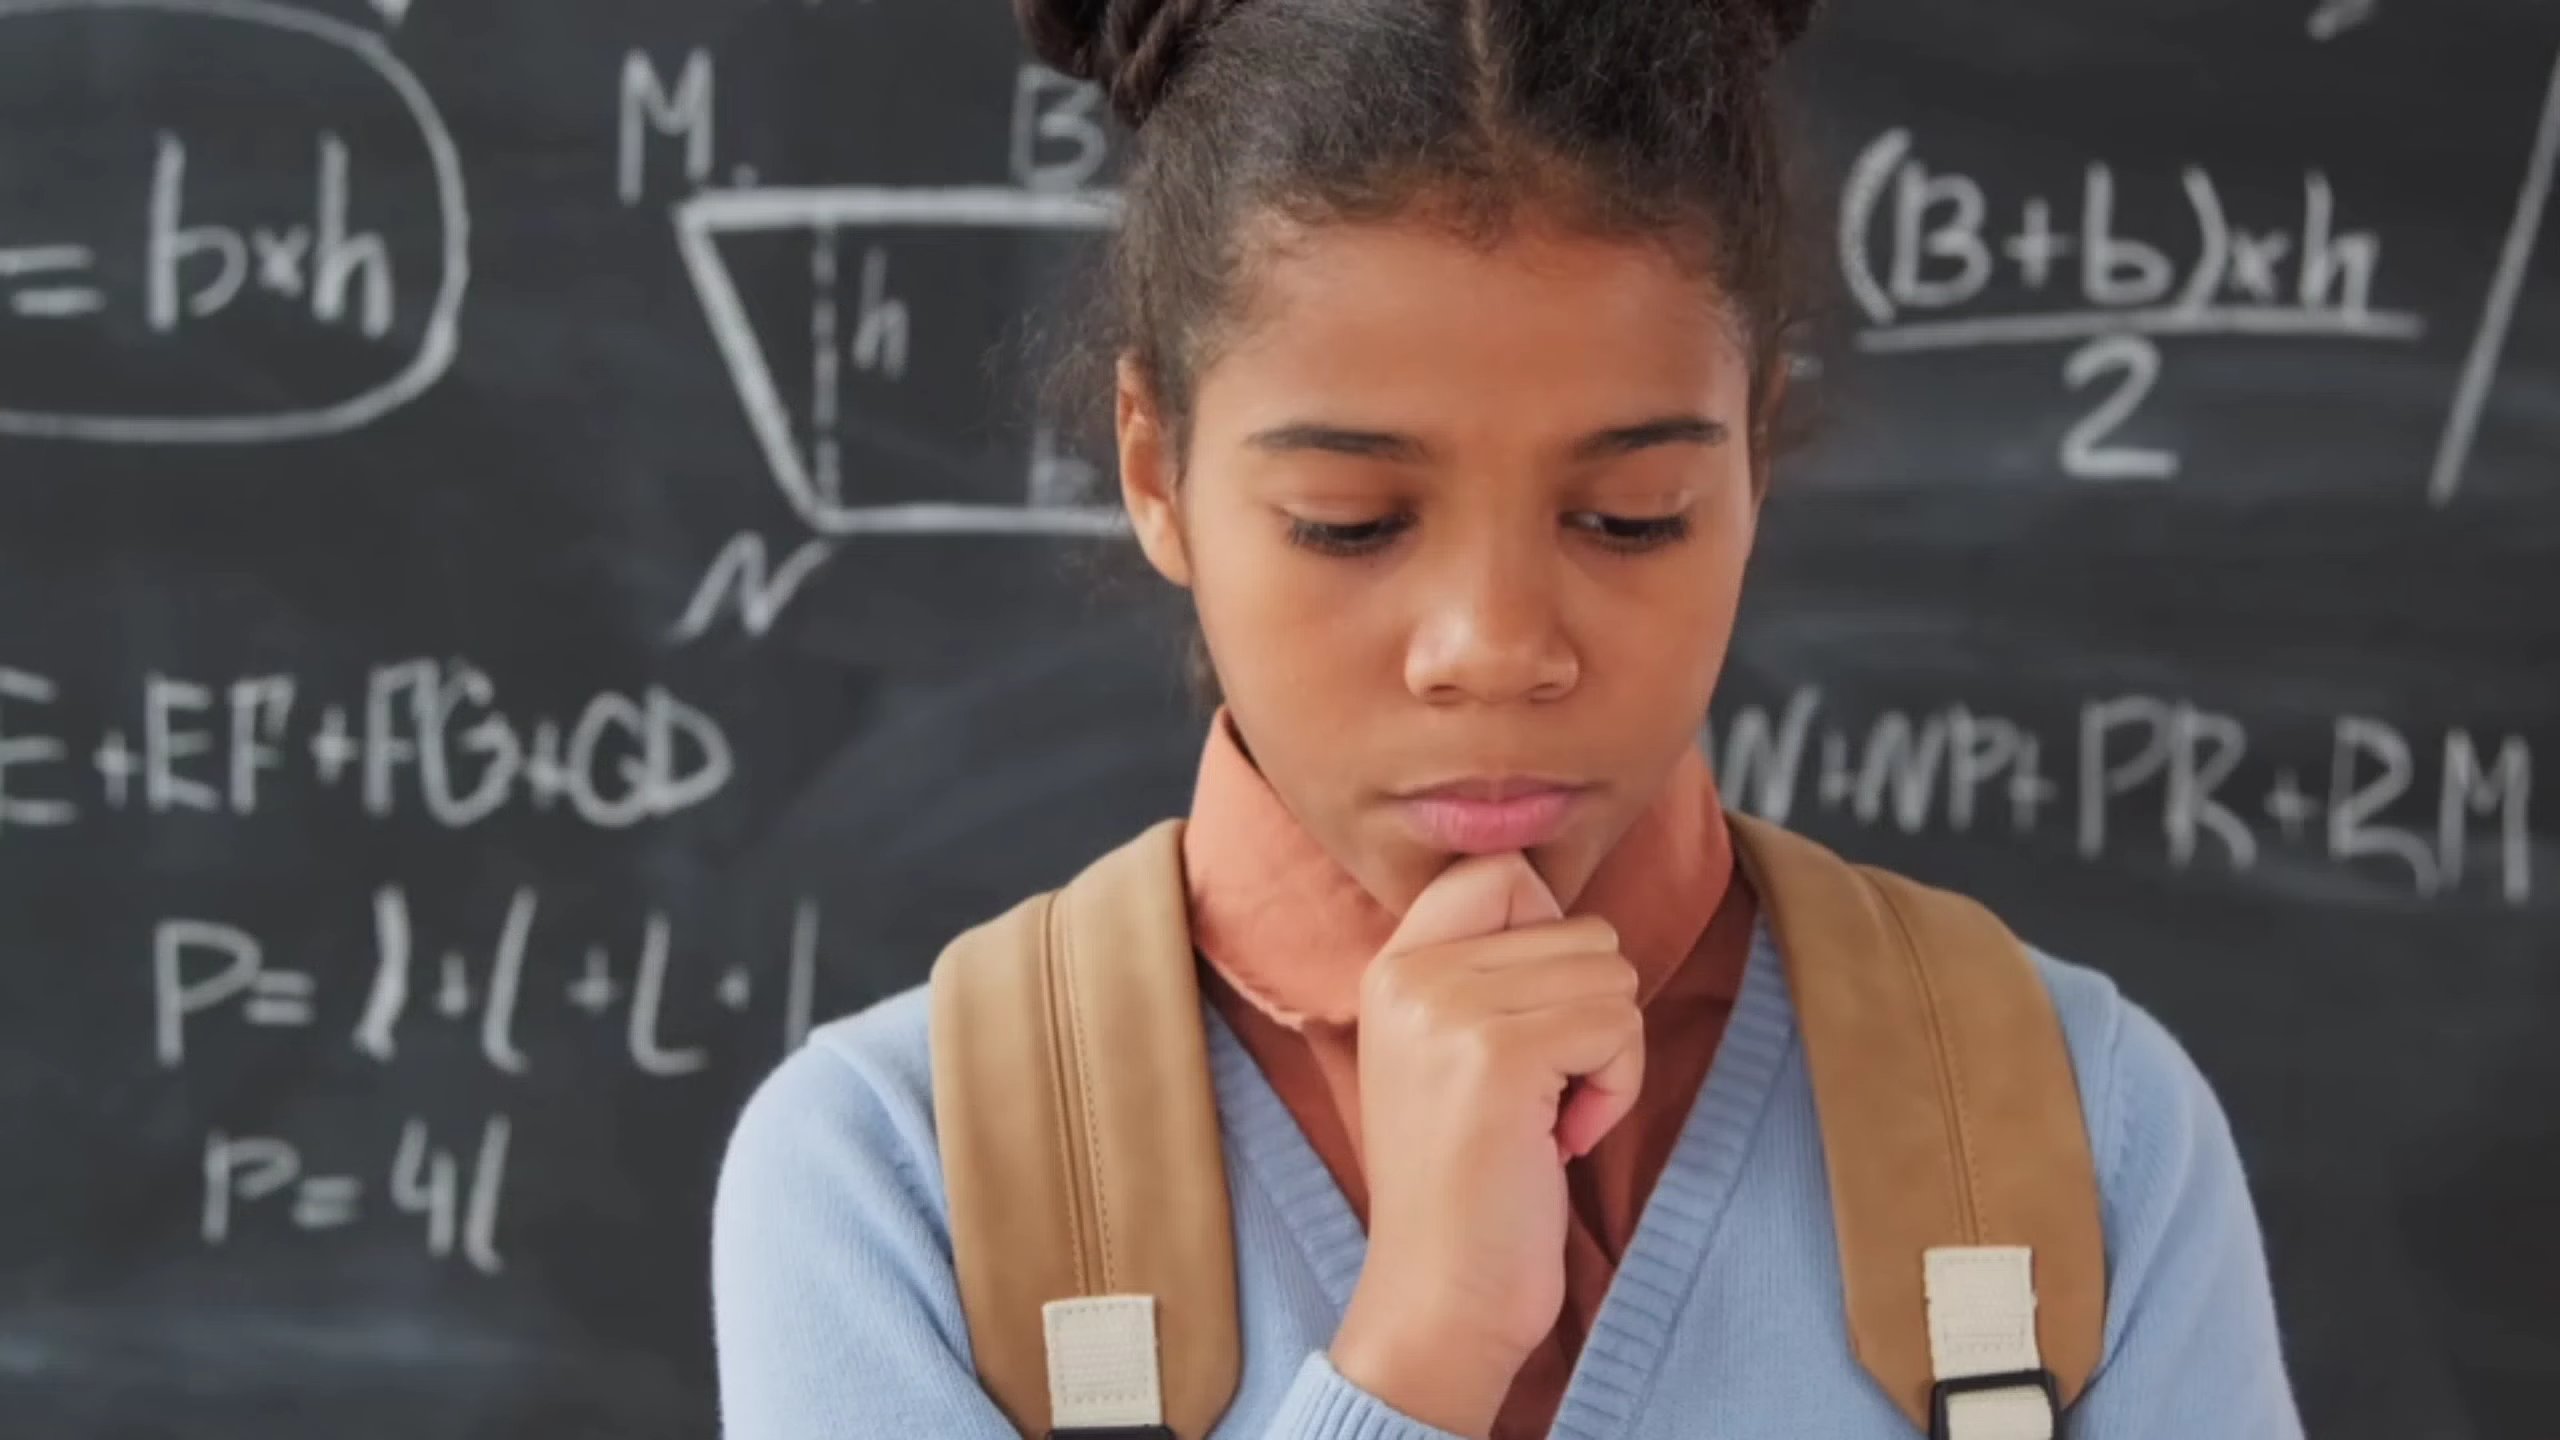 = b×h
M B
h
b
N
(B+b)×h
2
E+EF+FG+GD
N+NP+PR+RM
P= l+l+l+l
P= 4l